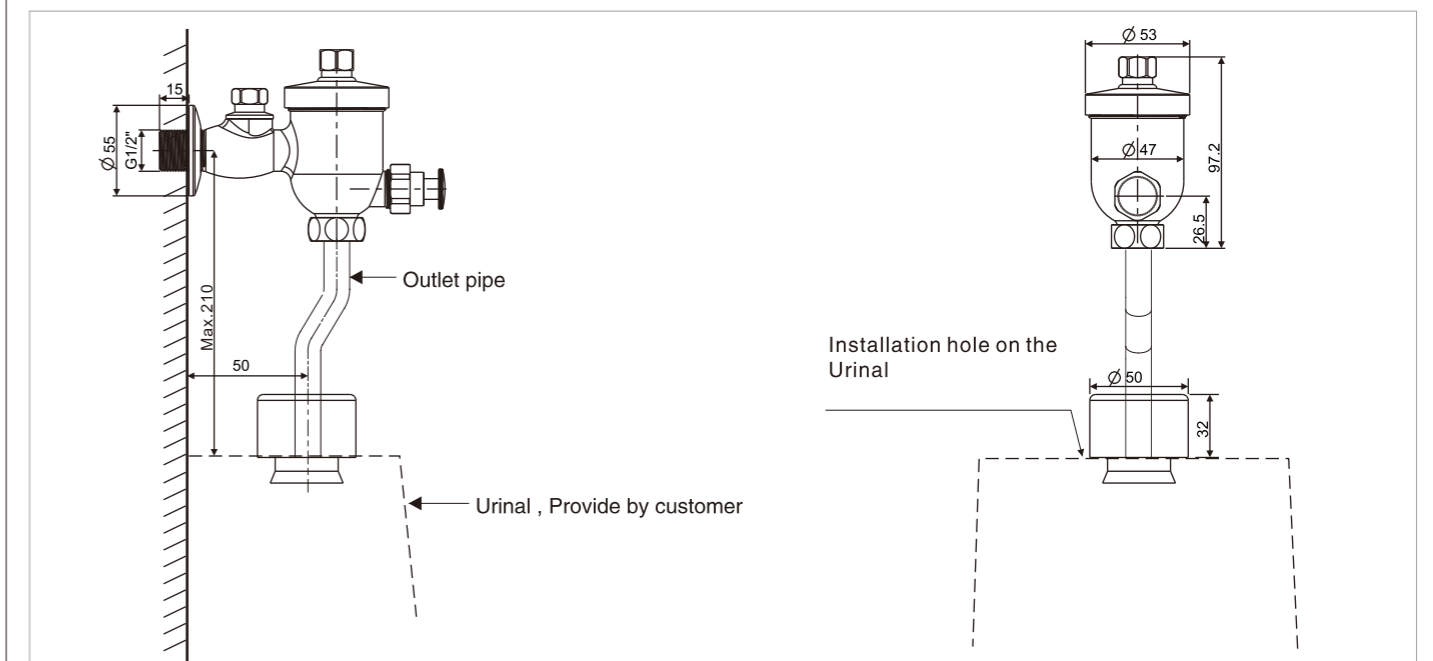 15
Ø 55
G1/2"
Max.210
50
Outlet pipe
Urinal , Provide by customer
Ø 53
Ø 47
97.2
26.5
Installation hole on the
Urinal
Ø 50
32